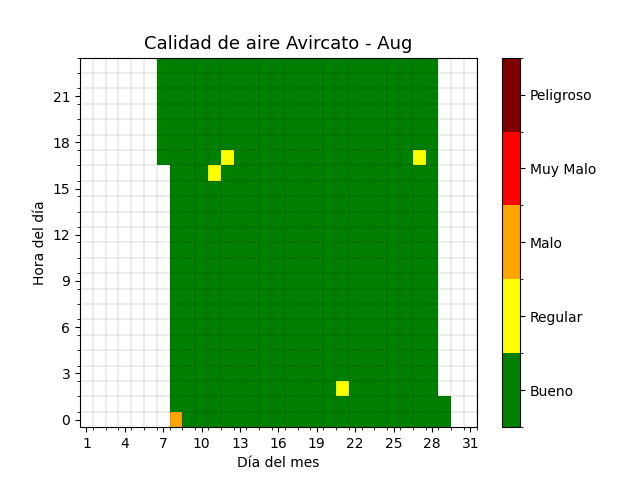 Calidad de aire Avircato - Aug
Hora del día
21
18
15
12
9
6
3
0
1 4 7 10 13 16 19 22 25 28 31
Día del mes
Peligroso
Muy Malo
Malo
Regular
Bueno